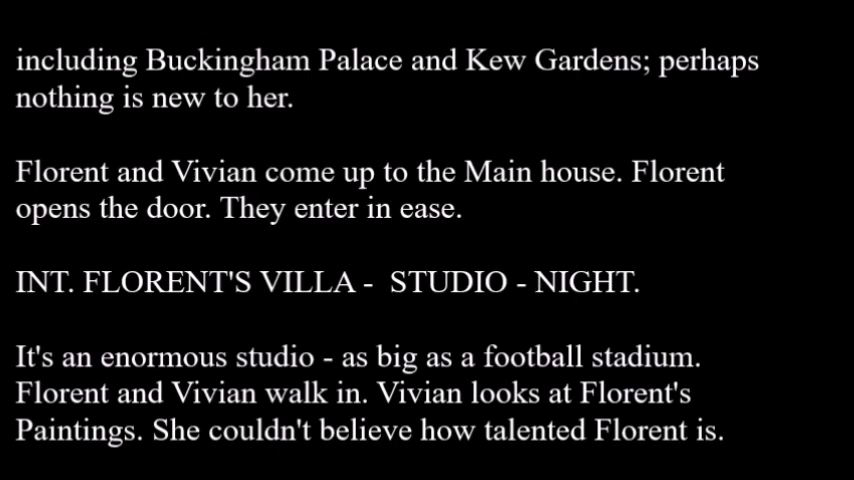 including Buckingham Palace and Kew Gardens; perhaps
nothing is new to her.
Florent and Vivian come up to the Main house. Florent
opens the door. They enter in ease.
INT. FLORENT'S VILLA -  STUDIO - NIGHT.
It's an enormous studio - as big as a football stadium.
Florent and Vivian walk in. Vivian looks at Florent's
Paintings. She couldn't believe how talented Florent is.